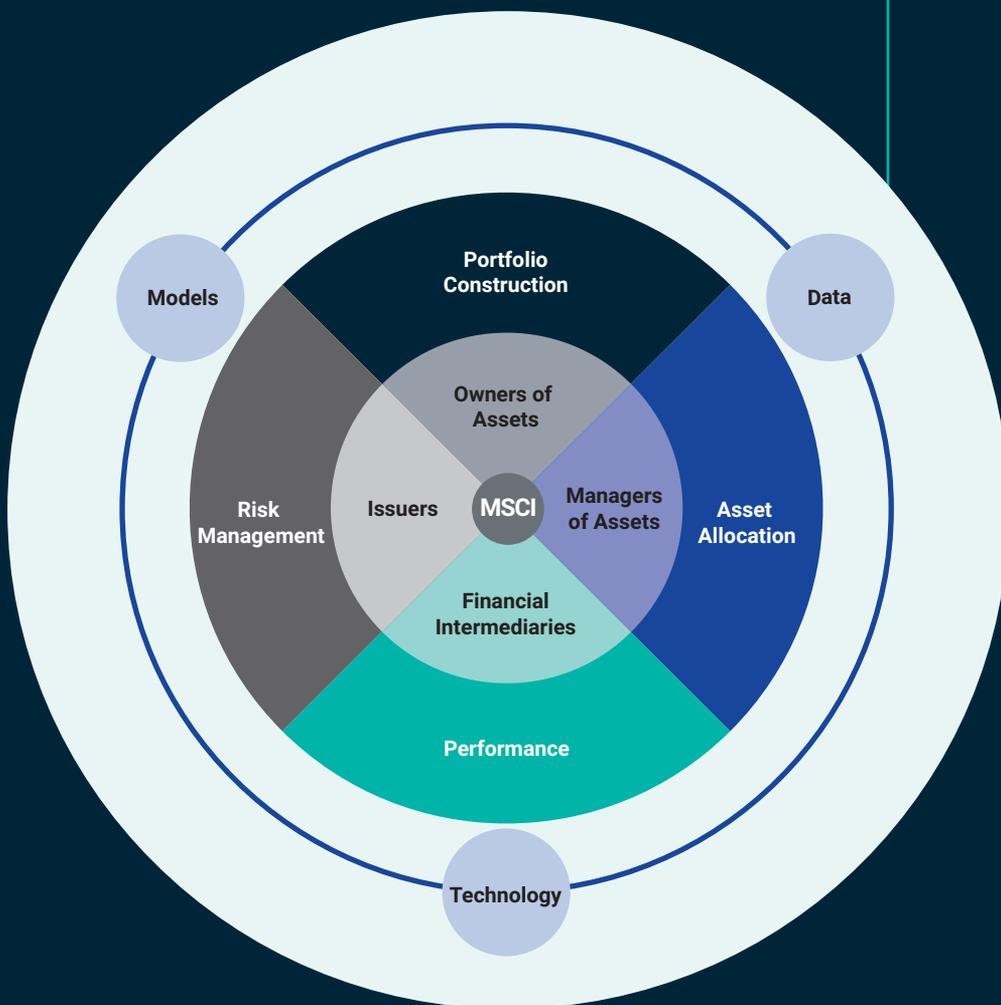 Portfolio
Construction
Models
Data
Owners of
Assets
Risk
Management
Issuers
MSCI
Managers
of Assets
Asset
Allocation
Financial
Intermediaries
Performance
Technology